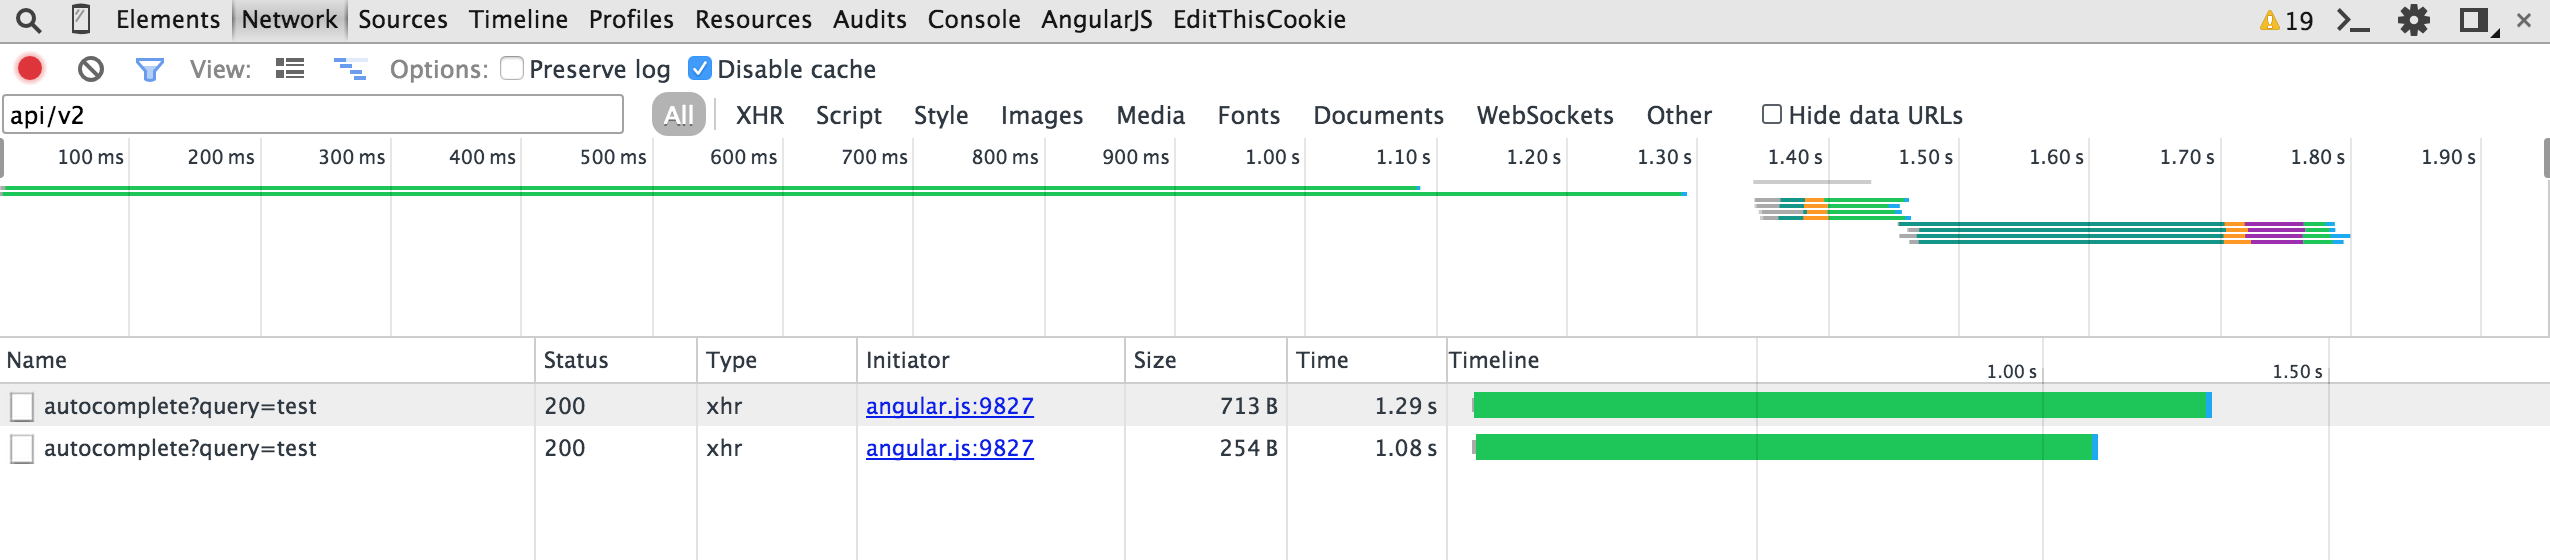 Elements Network Sources Timeline Profiles Resources Audits Console AngularJS EditThisCookie 19
View: Options: Preserve log Disable cache
api/v2 All XHR Script Style Images Media Fonts Documents WebSockets Other Hide data URLs
100 ms 200 ms 300 ms 400 ms 500 ms 600 ms 700 ms 800 ms 900 ms 1.00 s 1.10 s 1.20 s 1.30 s 1.40 s 1.50 s 1.60 s 1.70 s 1.80 s 1.90 s
Name Status Type Initiator Size Time Timeline 1.00 s 1.50 s
autocomplete?query=test 200 xhr angular.js:9827 713 B 1.29 s
autocomplete?query=test 200 xhr angular.js:9827 254 B 1.08 s